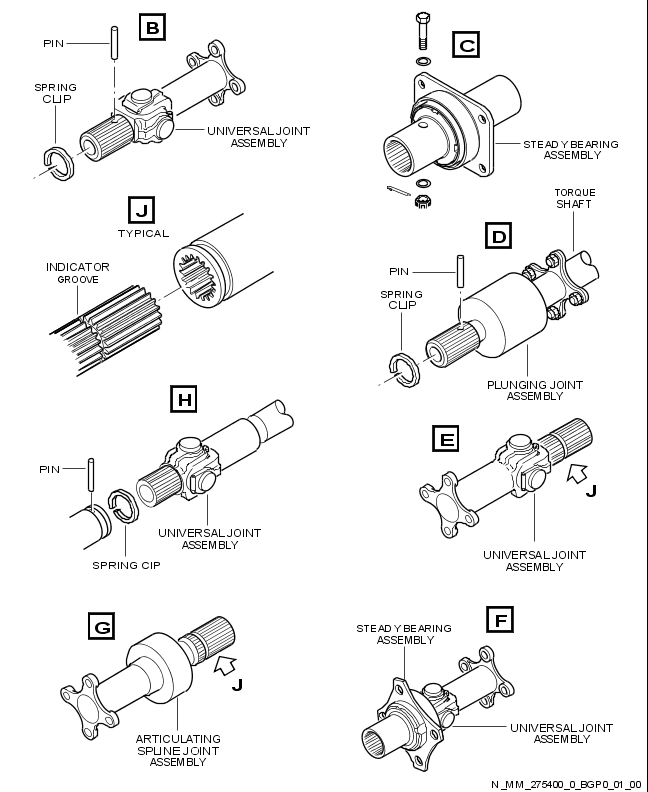 B
PIN
SPRING
CLIP
UNIVERSAL JOINT
ASSEMBLY
C
STEADY BEARING
ASSEMBLY
J
TYPICAL
INDICATOR
GROOVE
D
TORQUE
SHAFT
PIN
SPRING
CLIP
PLUNGING JOINT
ASSEMBLY
H
PIN
UNIVERSAL JOINT
ASSEMBLY
SPRING CIP
E
J
UNIVERSAL JOINT
ASSEMBLY
G
J
ARTICULATING
SPLINE JOINT
ASSEMBLY
F
STEADY BEARING
ASSEMBLY
UNIVERSAL JOINT
ASSEMBLY
N_MM_275400_0_BGP0_01_00